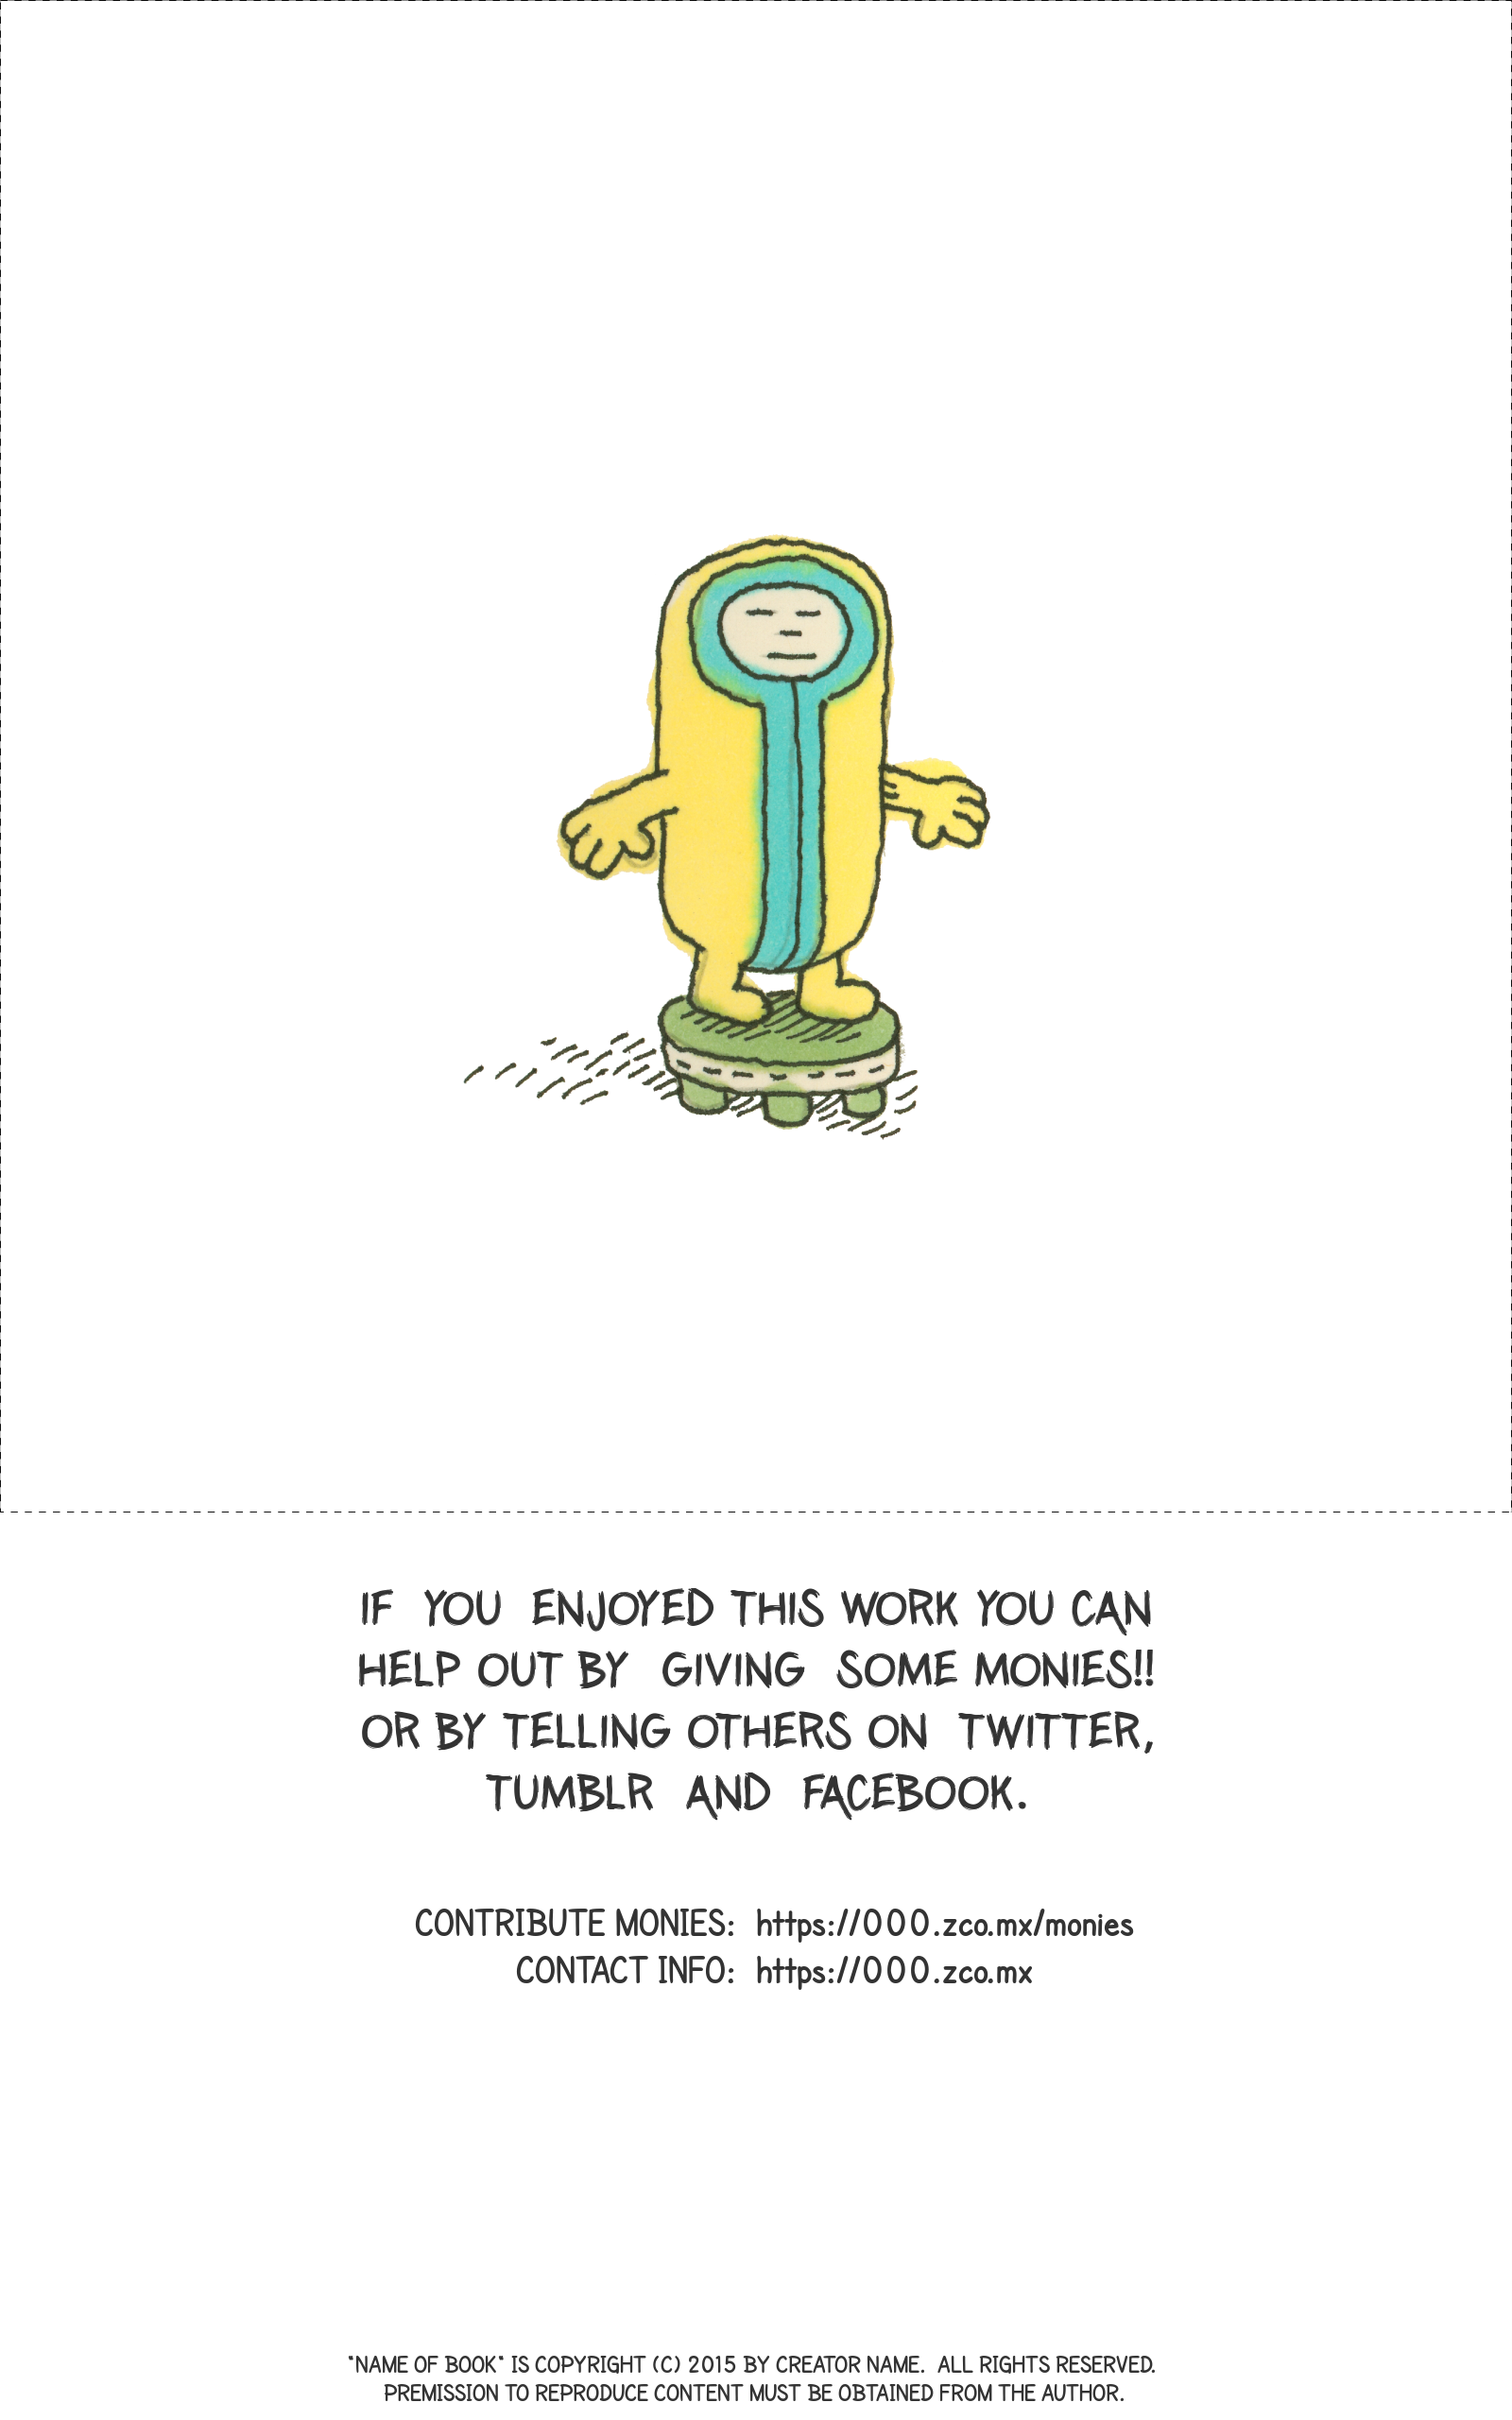 IF YOU ENJOYED THIS WORK YOU CAN
HELP OUT BY GIVING SOME MONIES!!
OR BY TELLING OTHERS ON TWITTER,
TUMBLR AND FACEBOOK.
CONTRIBUTE MONIES: https://000.zco.mx/monies
CONTACT INFO: https://000.zco.mx
"NAME OF BOOK" IS COPYRIGHT (C) 2015 BY CREATOR NAME. ALL RIGHTS RESERVED.
PREMISSION TO REPRODUCE CONTENT MUST BE OBTAINED FROM THE AUTHOR.